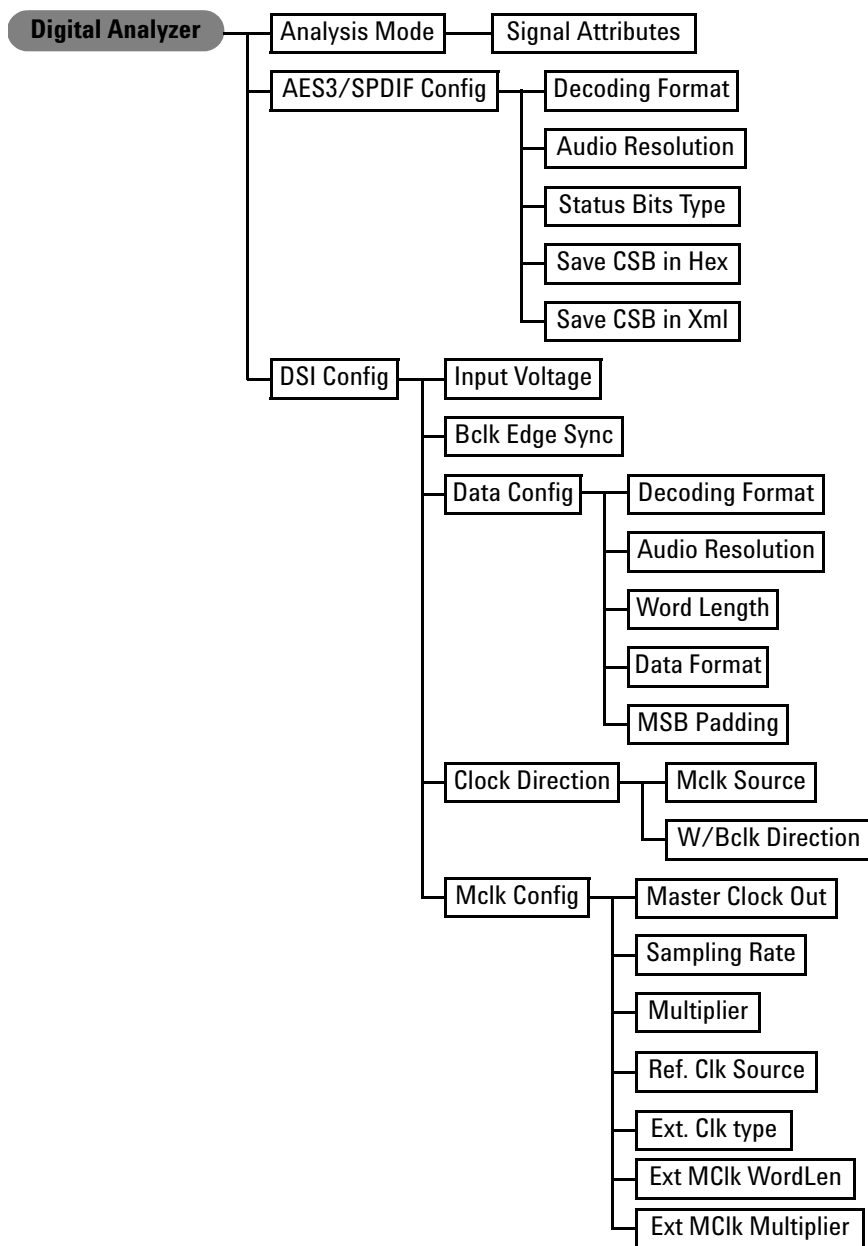 Digital Analyzer
Analysis Mode
Signal Attributes
AES3/SPDIF Config
Decoding Format
Audio Resolution
Status Bits Type
Save CSB in Hex
Save CSB in Xml
DSI Config
Input Voltage
Bclk Edge Sync
Data Config
Decoding Format
Audio Resolution
Word Length
Data Format
MSB Padding
Clock Direction
Mclk Source
W/Bclk Direction
Mclk Config
Master Clock Out
Sampling Rate
Multiplier
Ref. Clk Source
Ext. Clk type
Ext MClk WordLen
Ext MClk Multiplier